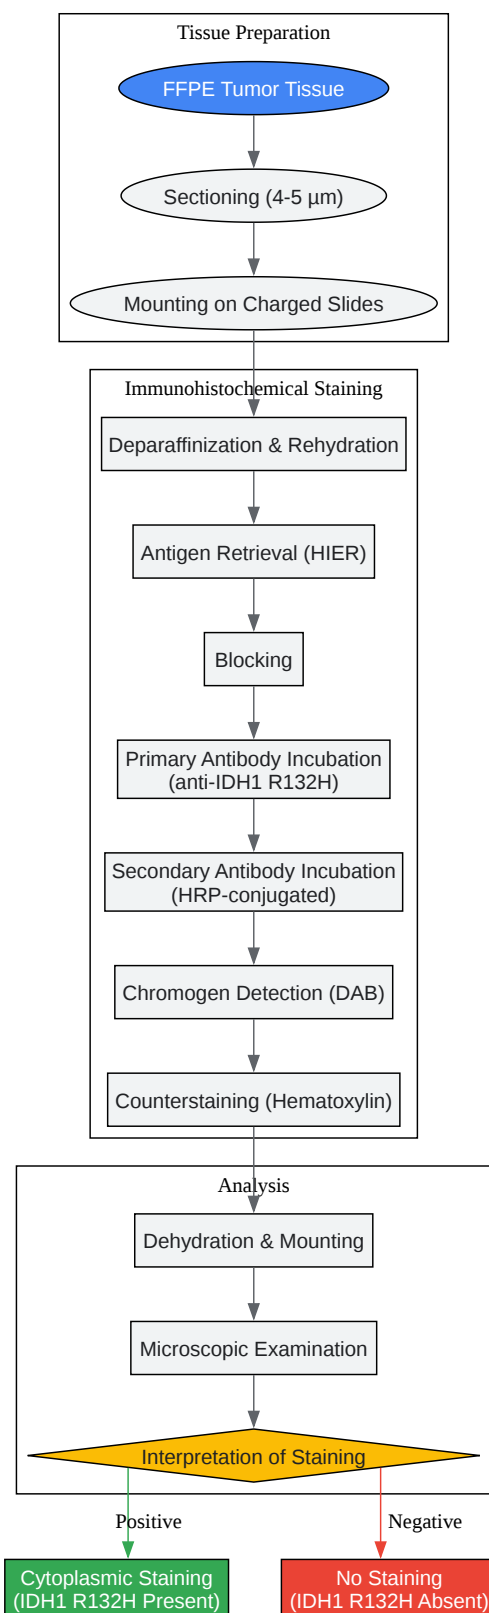 Tissue Preparation
FFPE Tumor Tissue
Sectioning (4-5 µm)
Mounting on Charged Slides
Immunohistochemical Staining
Deparaffinization & Rehydration
Antigen Retrieval (HIER)
Blocking
Primary Antibody Incubation
(anti-IDH1 R132H)
Secondary Antibody Incubation
(HRP-conjugated)
Chromogen Detection (DAB)
Counterstaining (Hematoxylin)
Analysis
Dehydration & Mounting
Microscopic Examination
Interpretation of Staining
Positive
Negative
Cytoplasmic Staining
(IDH1 R132H Present)
No Staining
(IDH1 R132H Absent)